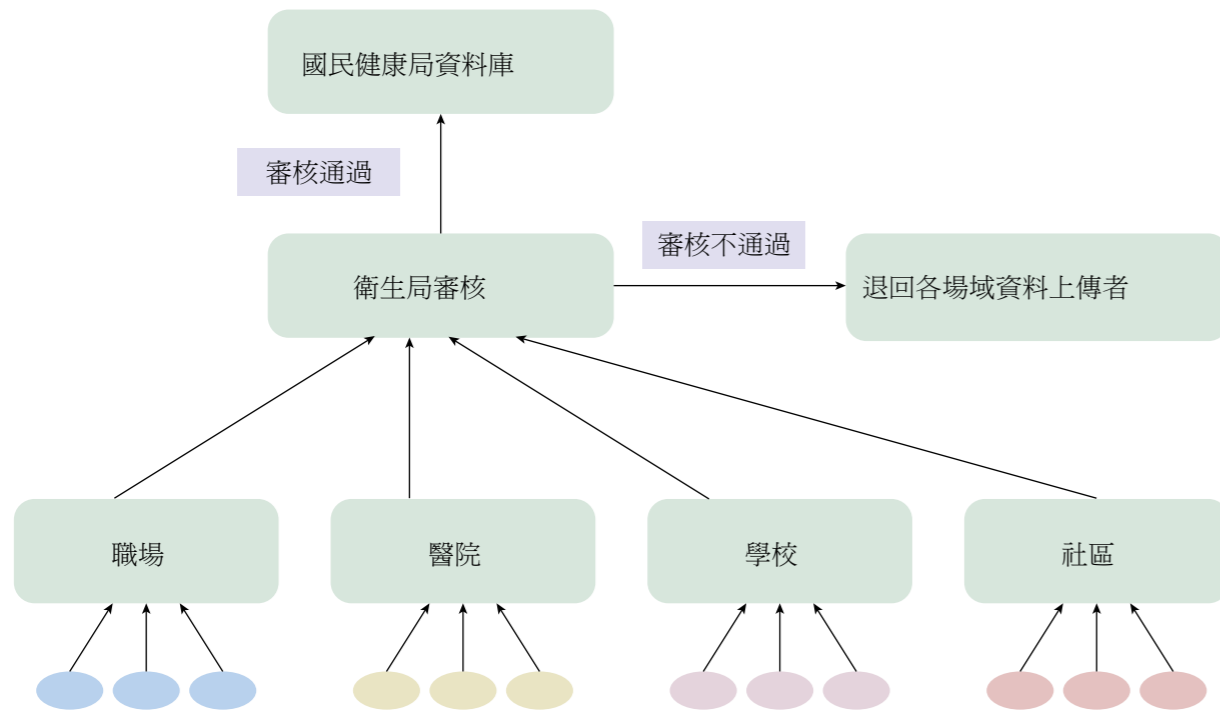 國民健康局資料庫
審核通過
審核不通過
衛生局審核
退回各場域資料上傳者
職場
醫院
學校
社區